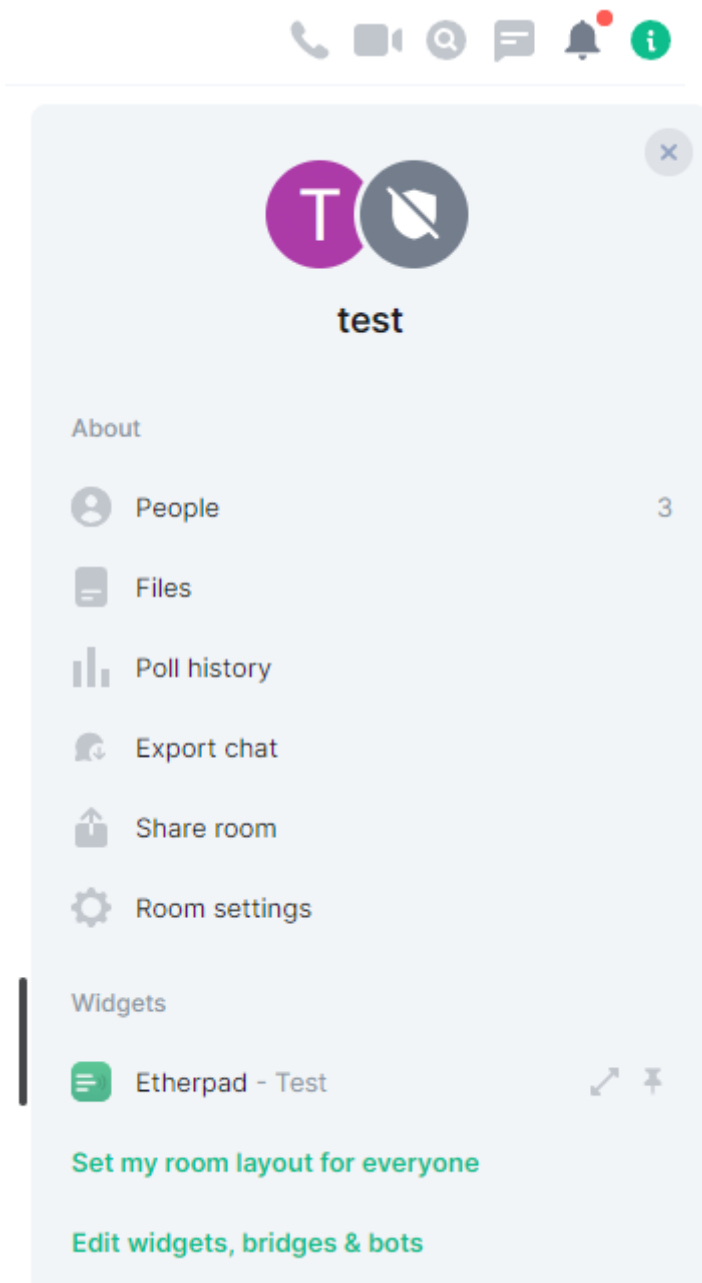 T
test
About
People 3
Files
Poll history
Export chat
Share room
Room settings
Widgets
Etherpad - Test
Set my room layout for everyone
Edit widgets, bridges & bots